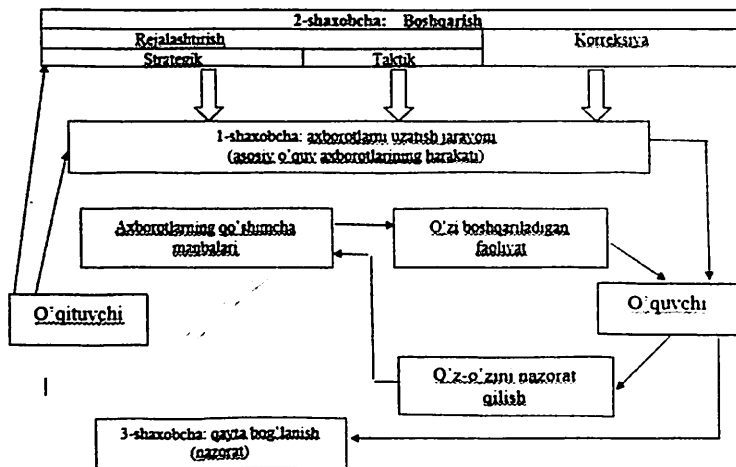 2-shaxobcha: Boshqarish
Rejalashtirish
Korreksiya
Strategik
Taktik
1-shaxobcha: axborotlarni uzatish jarayoni
(asosiy o'quv axborotlarining harakati)
Axborotlarning qo'shimcha
manbalari
O'zi boshqariladigan
faoliyat
O'qituvchi
O'quvchi
O'z-o'zini nazorat
qilish
3-shaxobcha: qayta bog'lanish
(nazorat)